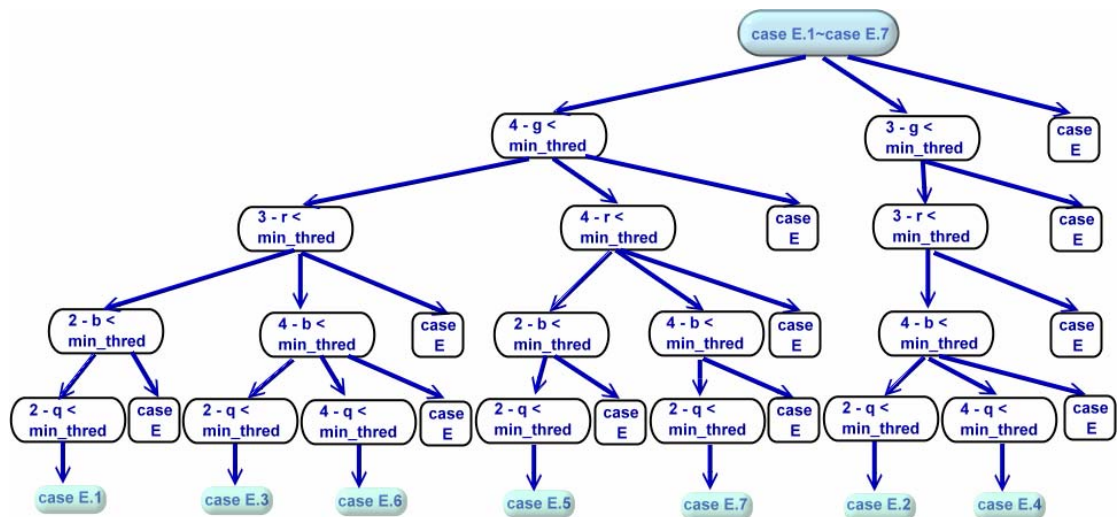 case E.1~case E.7
4 - g <
min_thred
3 - g <
min_thred
case
E
3 - r <
min_thred
4 - r <
min_thred
case
E
3 - r <
min_thred
case
E
2 - b <
min_thred
4 - b <
min_thred
case
E
2 - b <
min_thred
4 - b <
min_thred
case
E
4 - b <
min_thred
case
E
2 - q <
min_thred
case
E
2 - q <
min_thred
4 - q <
min_thred
case
E
2 - q <
min_thred
case
E
2 - q <
min_thred
case
E
2 - q <
min_thred
4 - q <
min_thred
case
E
case E.1
case E.3
case E.6
case E.5
case E.7
case E.2
case E.4